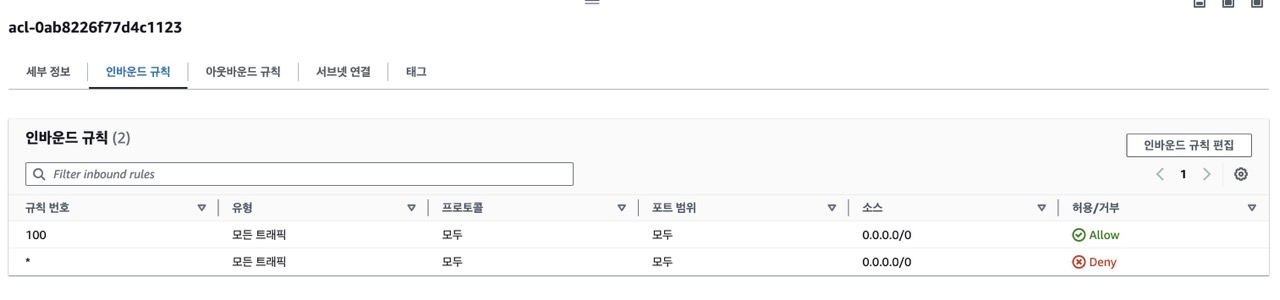 acl-0ab8226f77d4c1123
세부 정보 인바운드 규칙 아웃바운드 규칙 서브넷 연결 태그
인바운드 규칙 (2)
인바운드 규칙 편집
Filter inbound rules
1
규칙 번호 유형 프로토콜 포트 범위 소스 허용/거부
100 모든 트래픽 모두 모두 0.0.0.0/0 Allow
* 모든 트래픽 모두 모두 0.0.0.0/0 Deny